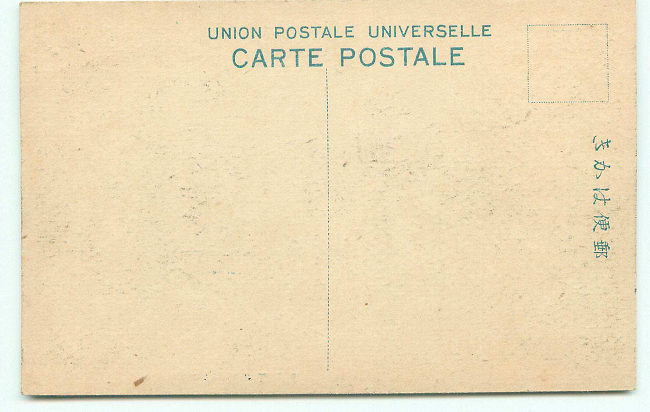 UNION POSTALE UNIVERSELLE
CARTE POSTALE
郵便はかき